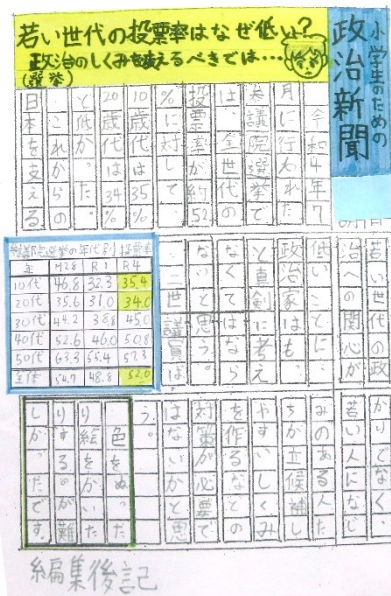 小学生のための
政治新聞
若い世代の投票率はなぜ低い?
政治のしくみを変えるべきでは…
(選挙)
令和4年7
月に行われた
参議院選挙で
は、全世代の
投票率が約52
%に対して、
10歳代は35%
20歳代は34%
と低かった。
これからの
日本を支える
若い世代の政
治への関心が
低いことに、
政治家はもっ
と真剣に考え
なくてはなら
ないと思う。
二世議員ば
かりでなく、
若い人になじ
みのある人た
ちが立候補し
やすいしくみ
を作るなどの
対策が必要で
はないかと思
う。
参議院選挙の年代別投票率
年 H28 R1 R4
10代 46.8 32.3 35.4
20代 35.6 31.0 34.0
30代 44.2 38.8 45.0
40代 52.6 46.0 50.8
50代 63.3 55.4 57.3
全体 54.7 48.8 52.0
色をぬった
り絵をかいた
りするのが難
しかったです。
編集後記